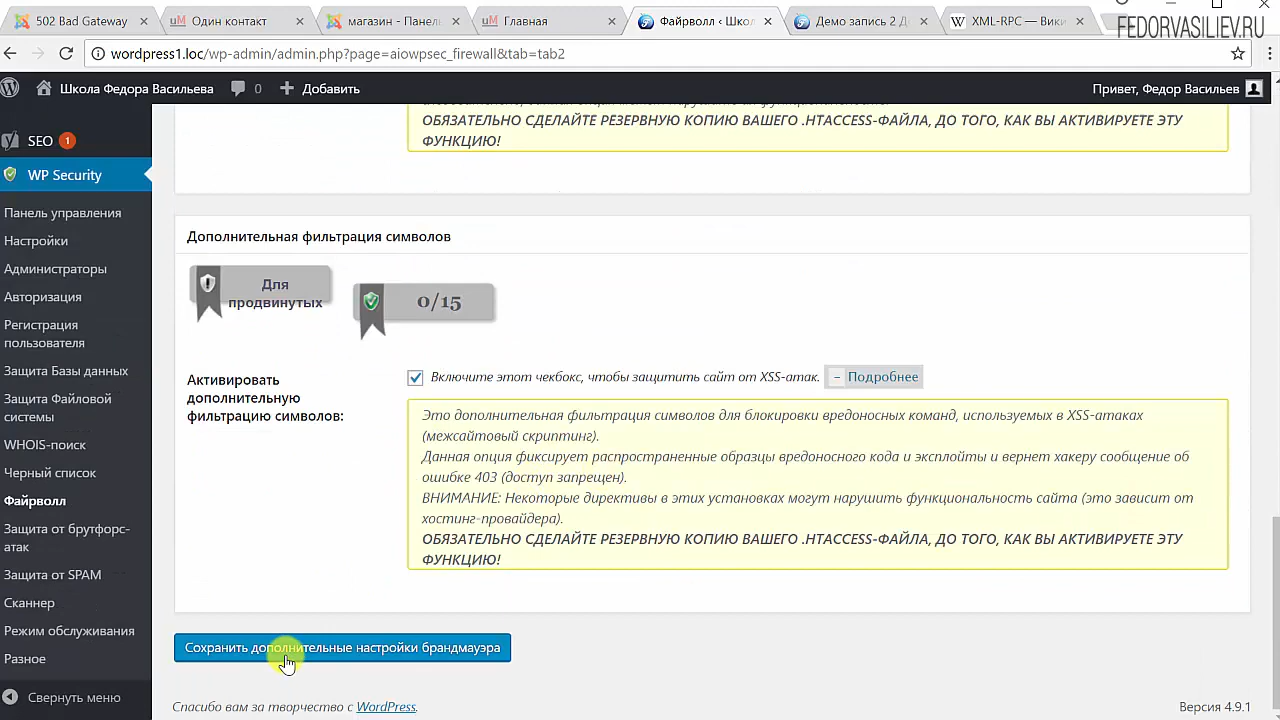 502 Bad Gateway
Один контакт
магазин - Панель
Главная
Файрволл ‹ Шко
Демо запись 2 Д
XML-RPC — Вики
FEDORVASILIEV.RU
wordpress1.loc/wp-admin/admin.php?page=aiowpsec_firewall&tab=tab2
Школа Федора Васильева
0
Добавить
Привет, Федор Васильев
SEO 1
WP Security
Панель управления
Настройки
Администраторы
Авторизация
Регистрация
пользователя
Защита Базы данных
Защита Файловой
системы
WHOIS-поиск
Черный список
Файрволл
Защита от брутфорс-
атак
Защита от SPAM
Сканнер
Режим обслуживания
Разное
Свернуть меню
ОБЯЗАТЕЛЬНО СДЕЛАЙТЕ РЕЗЕРВНУЮ КОПИЮ ВАШЕГО .HTACCESS-ФАЙЛА, ДО ТОГО, КАК ВЫ АКТИВИРУЕТЕ ЭТУ
ФУНКЦИЮ!
Дополнительная фильтрация символов
Для
продвинутых
0/15
Активировать
дополнительную
фильтрацию символов:
Включите этот чекбокс, чтобы защитить сайт от XSS-атак.
– Подробнее
Это дополнительная фильтрация символов для блокировки вредоносных команд, используемых в XSS-атаках
(межсайтовый скриптинг).
Данная опция фиксирует распространенные образцы вредоносного кода и эксплойты и вернет хакеру сообщение об
ошибке 403 (доступ запрещен).
ВНИМАНИЕ: Некоторые директивы в этих установках могут нарушить функциональность сайта (это зависит от
хостинг-провайдера).
ОБЯЗАТЕЛЬНО СДЕЛАЙТЕ РЕЗЕРВНУЮ КОПИЮ ВАШЕГО .HTACCESS-ФАЙЛА, ДО ТОГО, КАК ВЫ АКТИВИРУЕТЕ ЭТУ
ФУНКЦИЮ!
Сохранить дополнительные настройки брандмауэра
Спасибо вам за творчество с WordPress.
Версия 4.9.1